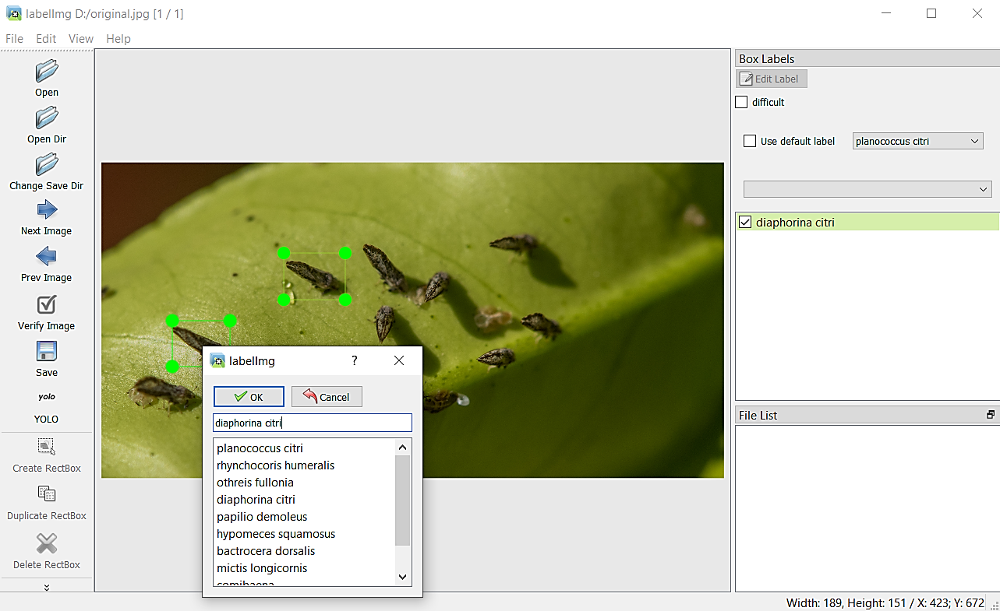 labelImg D:/original.jpg [1 / 1]
File Edit View Help
Open
Open Dir
Change Save Dir
Next Image
Prev Image
Verify Image
Save
yolo
YOLO
Create RectBox
Duplicate RectBox
Delete RectBox
labelImg ?
OK Cancel
diaphorina citri
planococcus citri
rhynchocoris humeralis
othreis fullonia
diaphorina citri
papilio demoleus
hypomeces squamosus
bactrocera dorsalis
mictis longicornis
comibaena
Box Labels
Edit Label
difficult
Use default label planococcus citri
diaphorina citri
File List
Width: 189, Height: 151 / X: 423; Y: 672